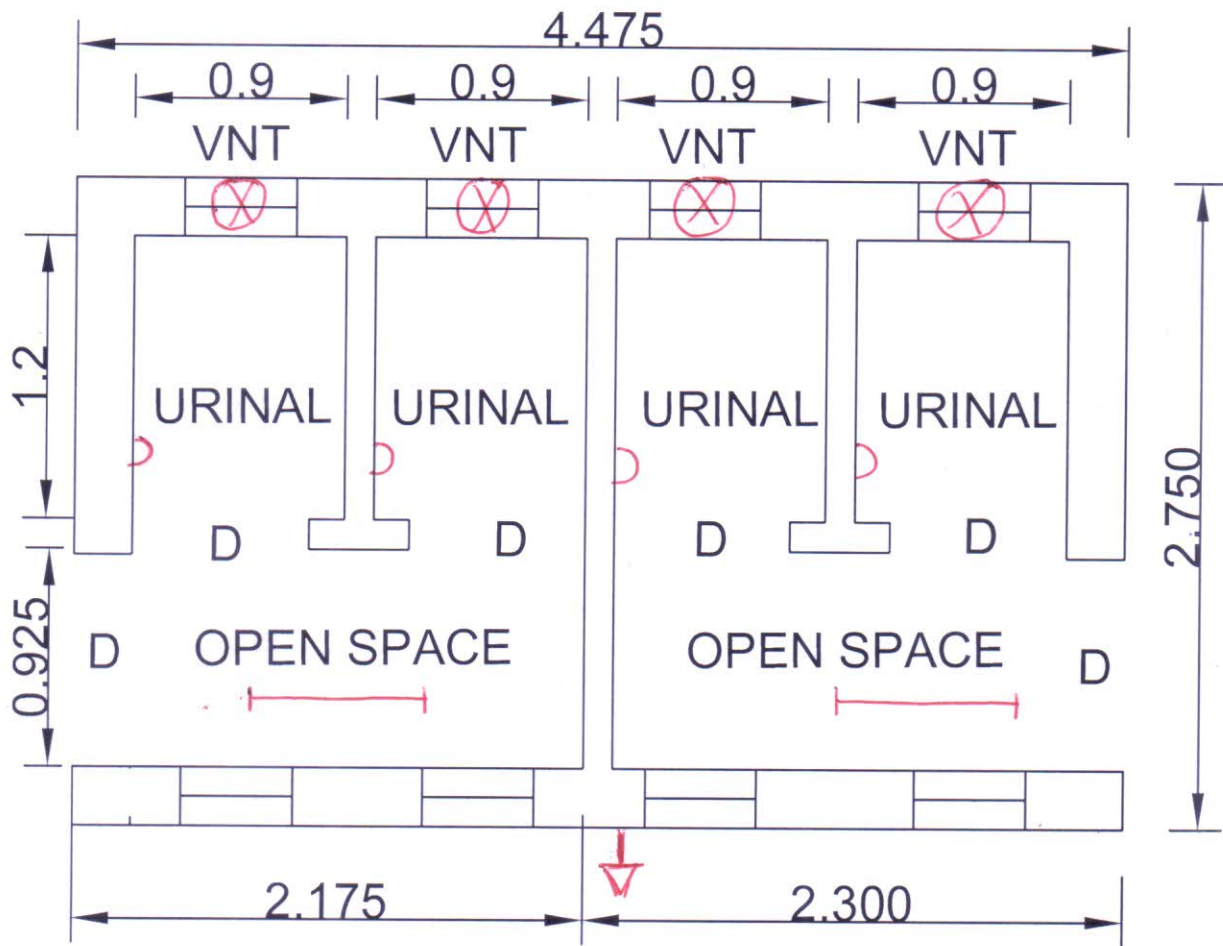 4.475
0.9 0.9 0.9 0.9
VNT VNT VNT VNT
1.2
URINAL URINAL URINAL URINAL
2.750
D D D D
0.925
D OPEN SPACE OPEN SPACE D
2.175 2.300